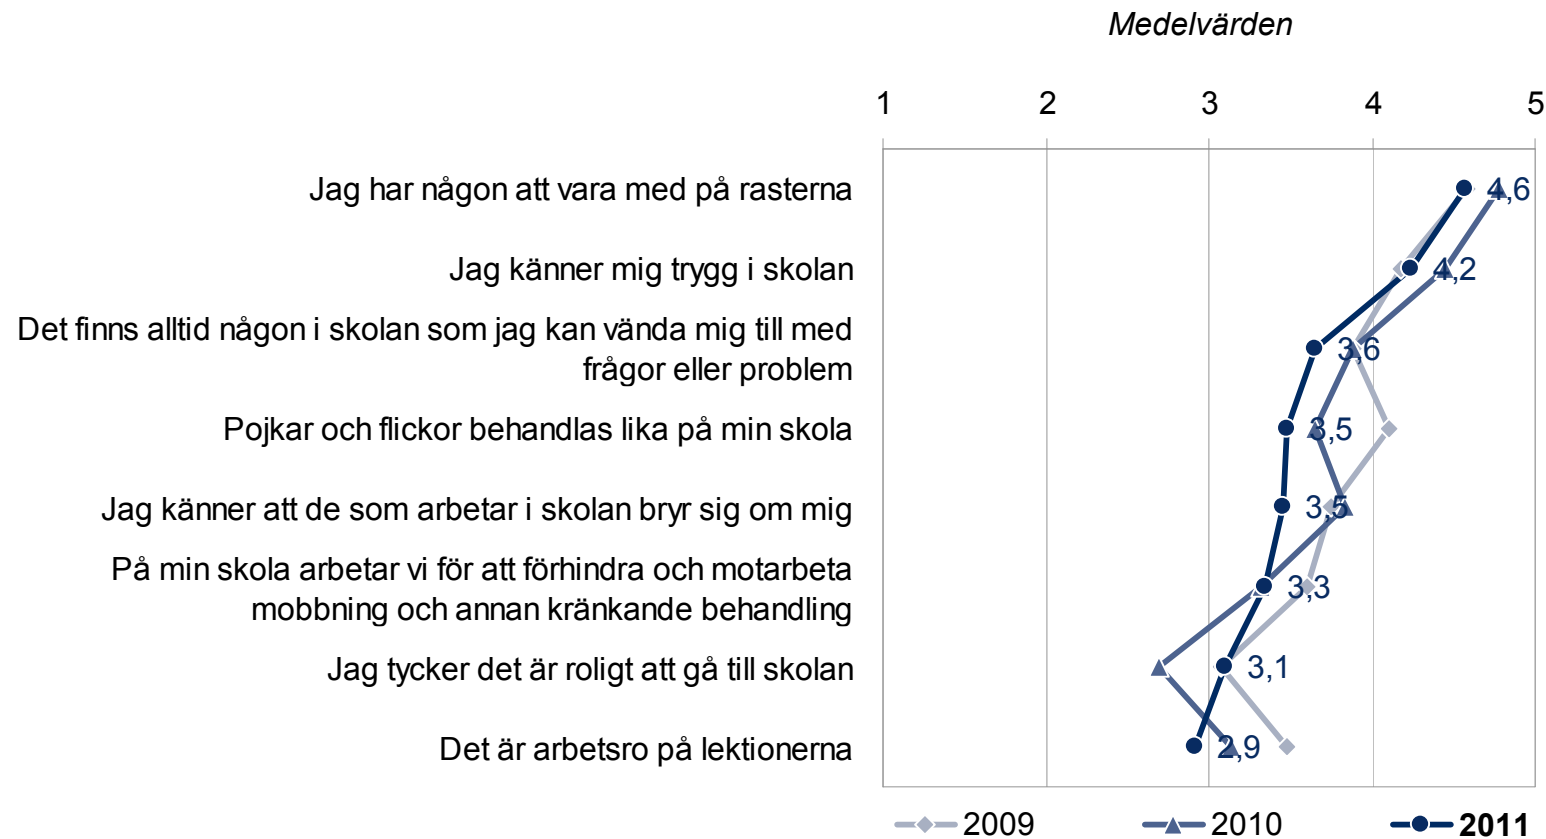 Medelvärden
1 2 3 4 5
Jag har någon att vara med på rasterna 4,6
Jag känner mig trygg i skolan 4,2
Det finns alltid någon i skolan som jag kan vända mig till med
frågor eller problem 3,6
Pojkar och flickor behandlas lika på min skola 3,5
Jag känner att de som arbetar i skolan bryr sig om mig 3,5
På min skola arbetar vi för att förhindra och motarbeta
mobbning och annan kränkande behandling 3,3
Jag tycker det är roligt att gå till skolan 3,1
Det är arbetsro på lektionerna 2,9
2009 2010 2011